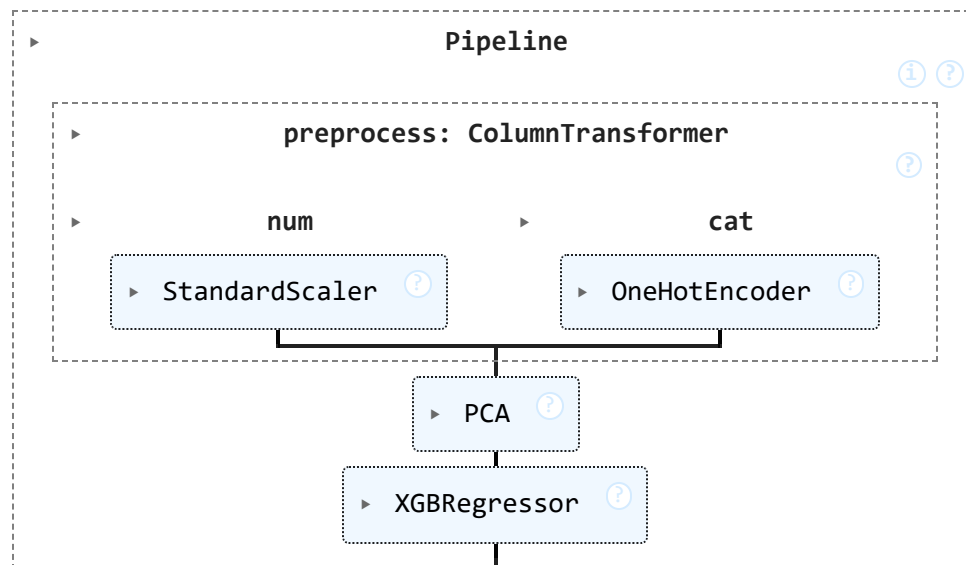 Pipeline
i ?
preprocess: ColumnTransformer
?
num cat
StandardScaler ? OneHotEncoder ?
PCA ?
XGBRegressor ?